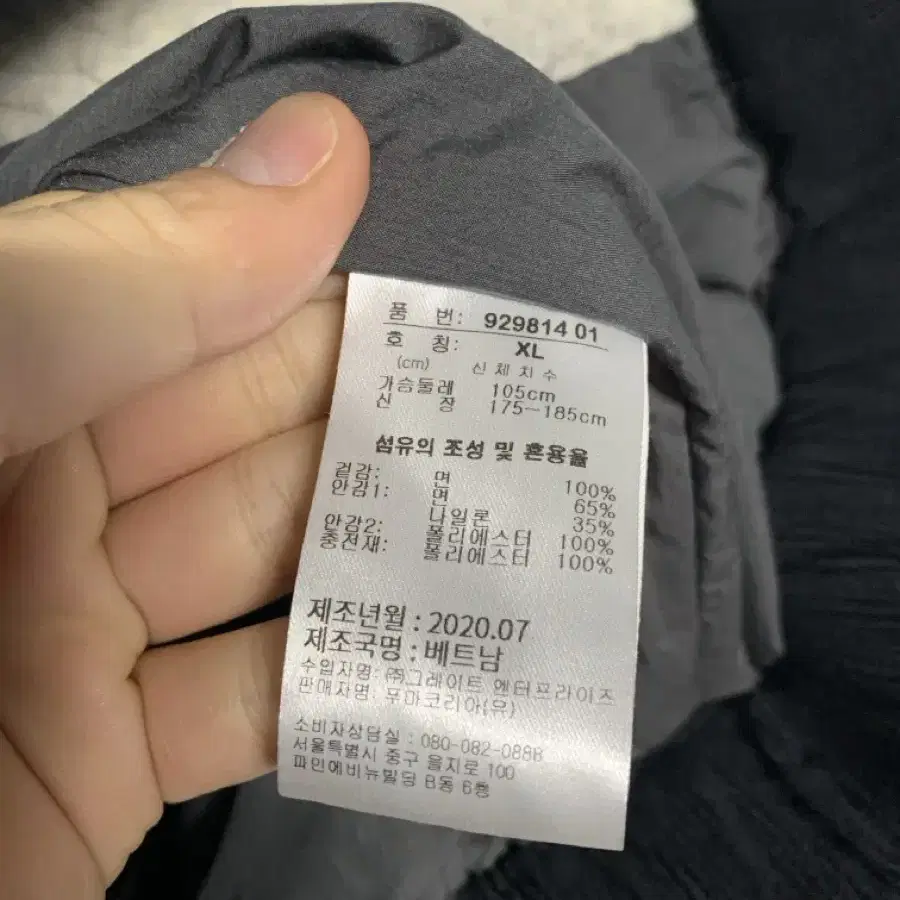 품 번: 929814 01
호 칭: XL
(cm) 신 체 치 수
가슴둘레 105cm
신 장 175-185cm
섬유의 조성 및 혼용율
겉감: 면 100%
안감1: 면 65%
나일론 35%
안감2: 폴리에스터 100%
충전재: 폴리에스터 100%
제조년월 : 2020.07
제조국명 : 베트남
수입자명 : ㈜그레이트 엔터프라이즈
판매자명 : 푸마코리아(유)
소비자상담실 : 080-082-0888
서울특별시 중구 을지로 100
파인에비뉴빌딩 B동 6층